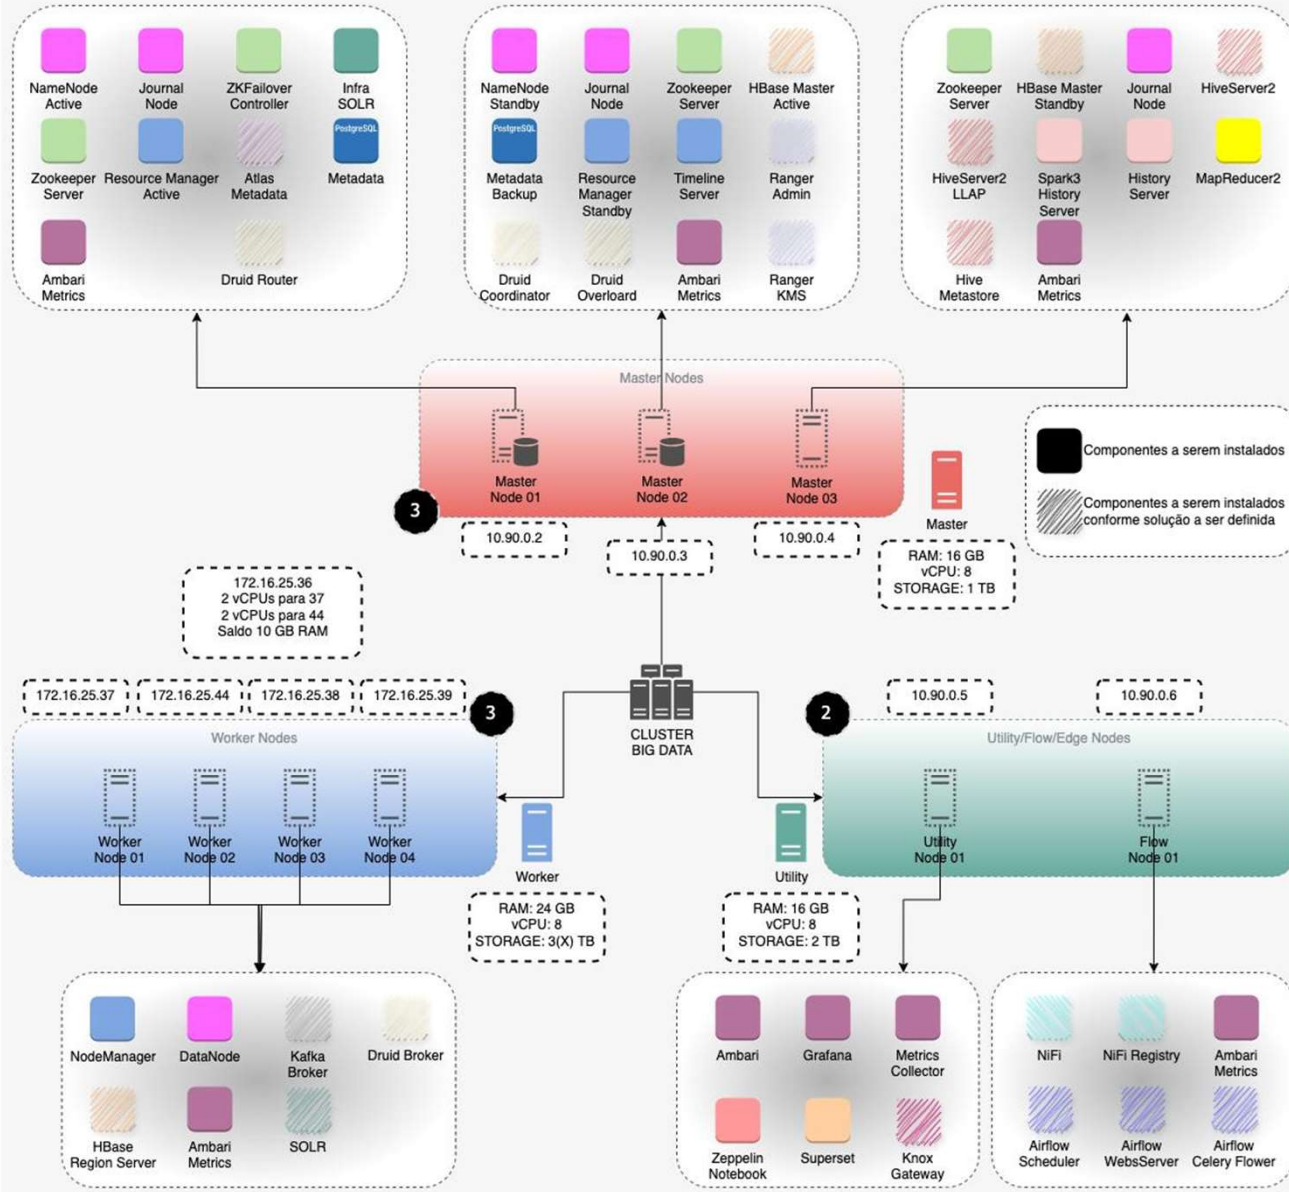 NameNode
Active
Journal
Node
ZKFailover
Controller
Infra
SOLR
Zookeeper
Server
Resource Manager
Active
Atlas
Metadata
PostgreSQL
Metadata
Ambari
Metrics
Druid Router
NameNode
Standby
Journal
Node
Zookeeper
Server
HBase Master
Active
PostgreSQL
Metadata
Backup
Resource
Manager
Standby
Timeline
Server
Ranger
Admin
Druid
Coordinator
Druid
Overloard
Ambari
Metrics
Ranger
KMS
Zookeeper
Server
HBase Master
Standby
Journal
Node
HiveServer2
HiveServer2
LLAP
Spark3
History
Server
History
Server
MapReducer2
Hive
Metastore
Ambari
Metrics
Master Nodes
Master
Node 01
Master
Node 02
Master
Node 03
3
10.90.0.2
10.90.0.3
10.90.0.4
Master
RAM: 16 GB
vCPU: 8
STORAGE: 1 TB
Componentes a serem instalados
Componentes a serem instalados
conforme solução a ser definida
172.16.25.36
2 vCPUs para 37
2 vCPUs para 44
Saldo 10 GB RAM
172.16.25.37
172.16.25.44
172.16.25.38
172.16.25.39
3
Worker Nodes
Worker
Node 01
Worker
Node 02
Worker
Node 03
Worker
Node 04
Worker
RAM: 24 GB
vCPU: 8
STORAGE: 3(X) TB
CLUSTER
BIG DATA
2
10.90.0.5
10.90.0.6
Utility/Flow/Edge Nodes
Utility
Node 01
Flow
Node 01
Utility
RAM: 16 GB
vCPU: 8
STORAGE: 2 TB
NodeManager
DataNode
Kafka
Broker
Druid Broker
HBase
Region Server
Ambari
Metrics
SOLR
Ambari
Grafana
Metrics
Collector
Zeppelin
Notebook
Superset
Knox
Gateway
NiFi
NiFi Registry
Ambari
Metrics
Airflow
Scheduler
Airflow
WebsServer
Airflow
Celery Flower